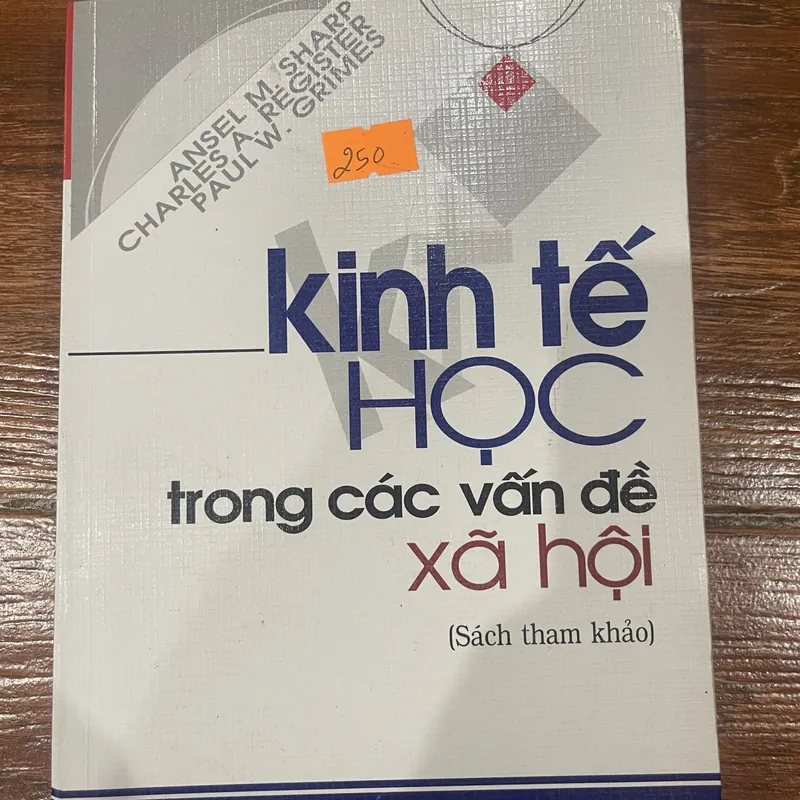 ANSEL M. SHARP
CHARLES A. REGISTER
PAUL W. GRIMES
250
KT
kinh tế
HỌC
trong các vấn đề
xã hội
(Sách tham khảo)